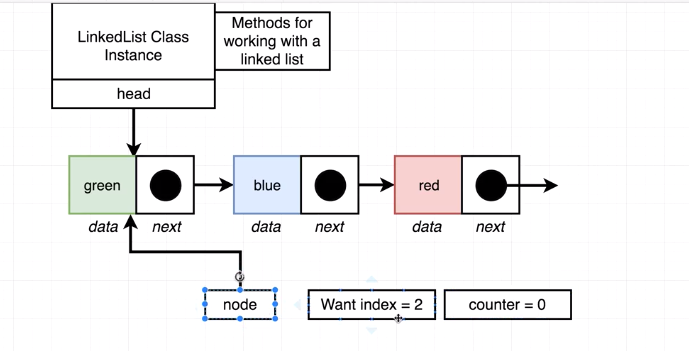 LinkedList Class
Instance
Methods for
working with a
linked list
head
green
blue
red
data next
data next
data next
node
Want index = 2
counter = 0